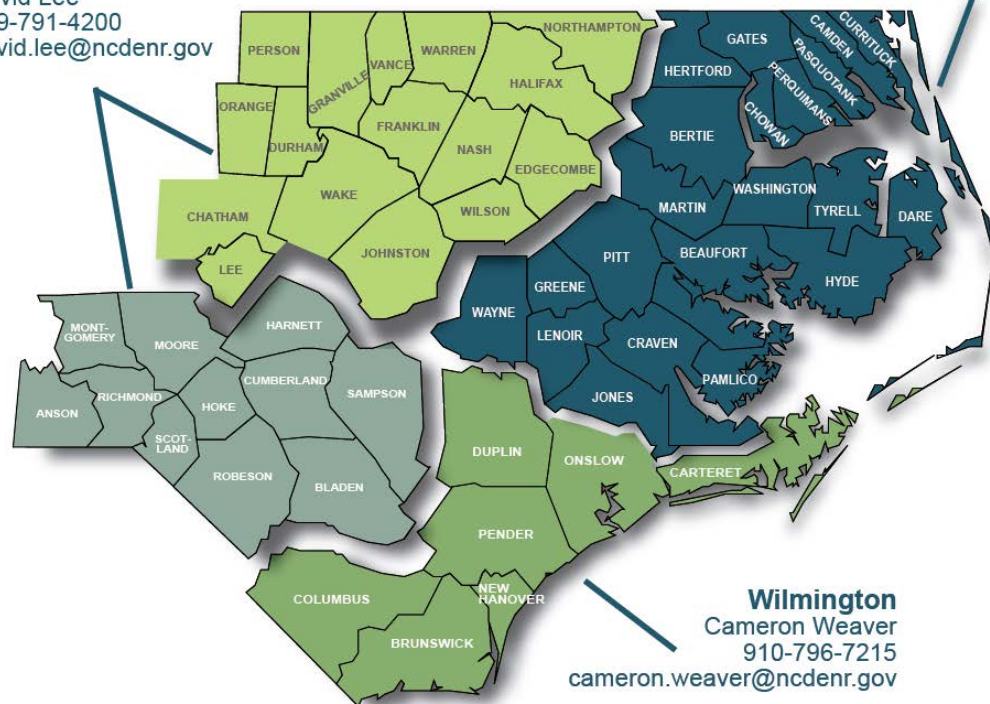 9-791-4200
vid.lee@ncdenr.gov
PERSON
GRANVILLE
VANCE
WARREN
NORTHAMPTON
HALIFAX
ORANGE
DURHAM
FRANKLIN
NASH
EDGECOMBE
CHATHAM
WAKE
WILSON
JOHNSTON
LEE
GATES
HERTFORD
CURRITUCK
CAMDEN
PASQUOTANK
PERQUIMANS
CHOWAN
BERTIE
MARTIN
WASHINGTON
TYRELL
DARE
PITT
BEAUFORT
HYDE
WAYNE
GREENE
LENOIR
CRAVEN
PAMLICO
JONES
MONT-
GOMERY
MOORE
HARNETT
ANSON
RICHMOND
HOKE
CUMBERLAND
SAMPSON
SCOT-
LAND
ROBESON
BLADEN
DUPLIN
ONSLOW
CARTERET
PENDER
COLUMBUS
NEW
HANOVER
BRUNSWICK
Wilmington
Cameron Weaver
910-796-7215
cameron.weaver@ncdenr.gov